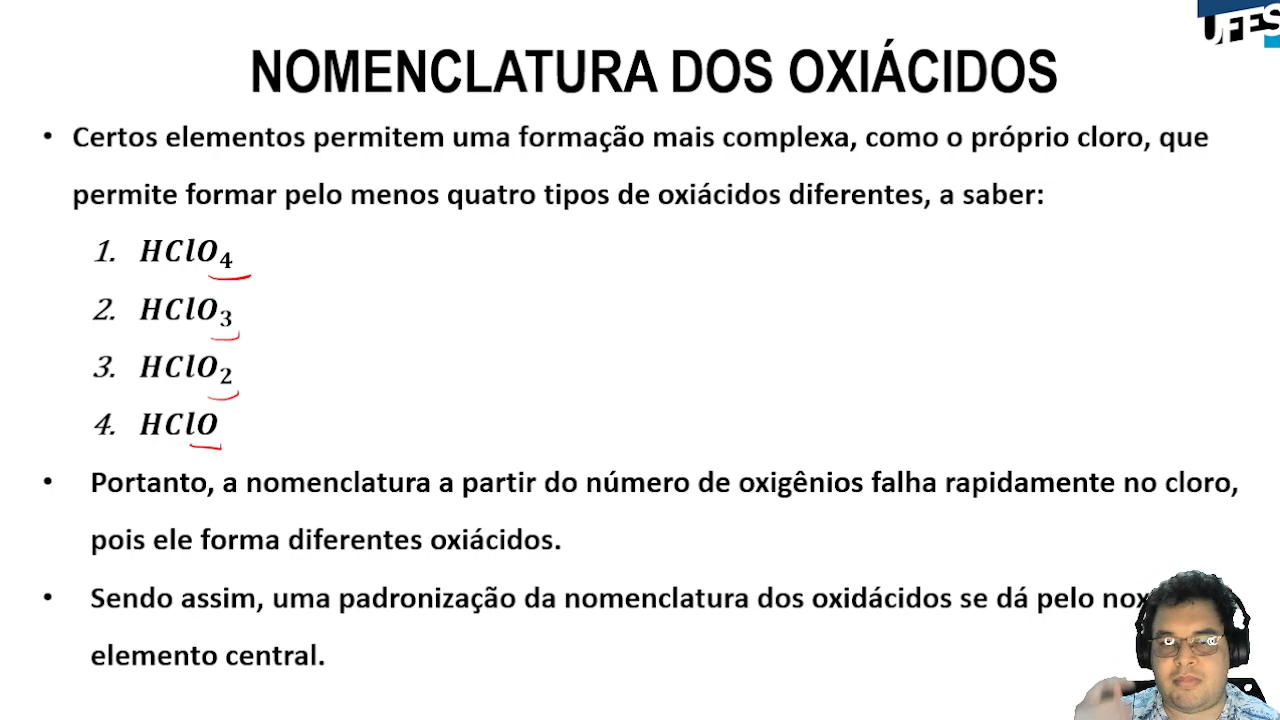 UFES
NOMENCLATURA DOS OXIÁCIDOS
• Certos elementos permitem uma formação mais complexa, como o próprio cloro, que
permite formar pelo menos quatro tipos de oxiácidos diferentes, a saber:
1. HClO₄
2. HClO₃
3. HClO₂
4. HClO
• Portanto, a nomenclatura a partir do número de oxigênios falha rapidamente no cloro,
pois ele forma diferentes oxiácidos.
• Sendo assim, uma padronização da nomenclatura dos oxidácidos se dá pelo nox
elemento central.